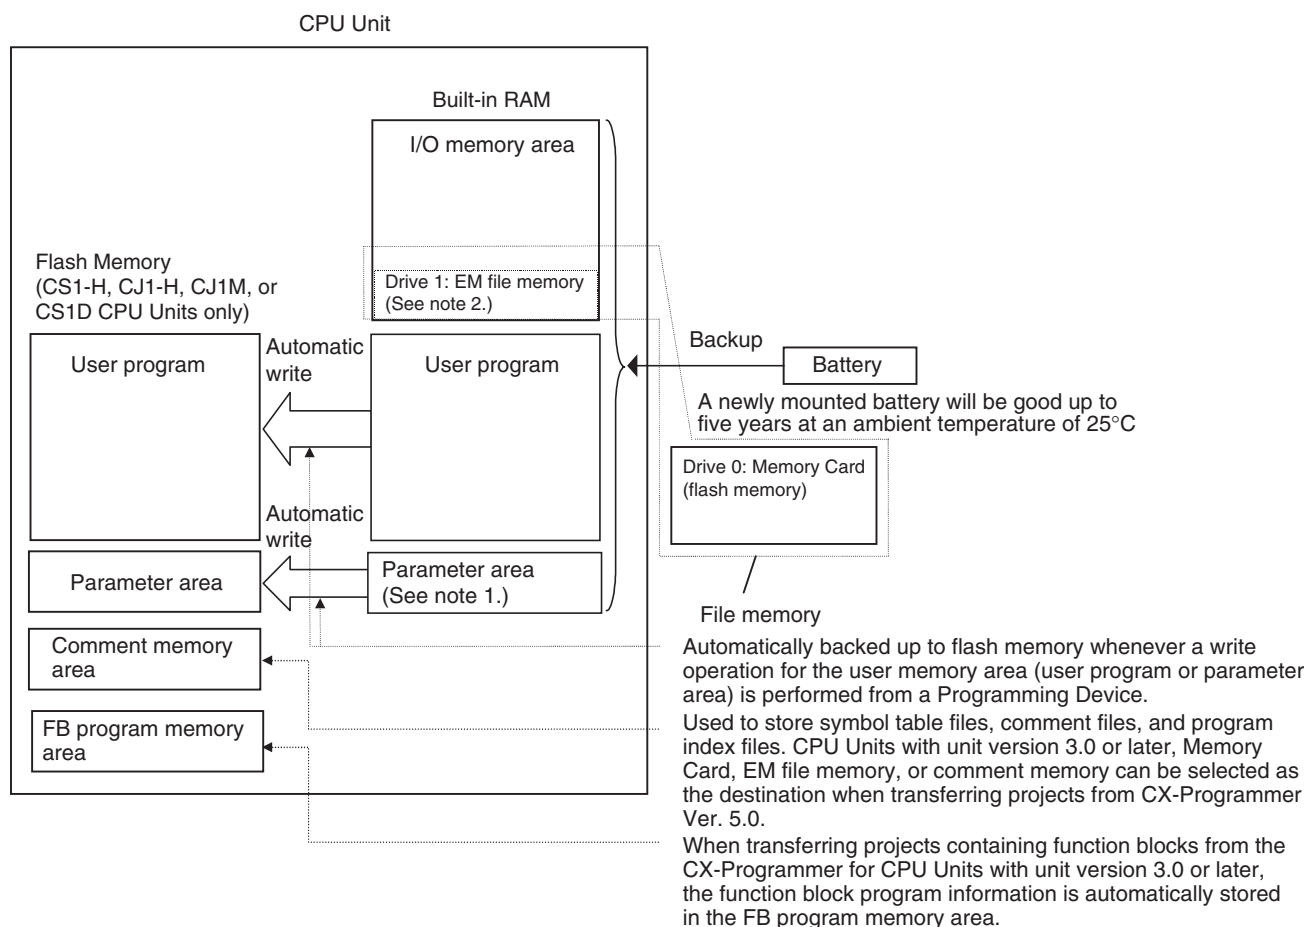 CPU Unit
Built-in RAM
I/O memory area
Flash Memory
(CS1-H, CJ1-H, CJ1M, or
CS1D CPU Units only)
Drive 1: EM file memory
(See note 2.)
User program
Automatic
write
User program
Backup
Battery
A newly mounted battery will be good up to
five years at an ambient temperature of 25°C
Drive 0: Memory Card
(flash memory)
Automatic
write
Parameter area
Parameter area
(See note 1.)
File memory
Comment memory
area
Automatically backed up to flash memory whenever a write
operation for the user memory area (user program or parameter
area) is performed from a Programming Device.
FB program memory
area
Used to store symbol table files, comment files, and program
index files. CPU Units with unit version 3.0 or later, Memory
Card, EM file memory, or comment memory can be selected as
the destination when transferring projects from CX-Programmer
Ver. 5.0.
When transferring projects containing function blocks from the
CX-Programmer for CPU Units with unit version 3.0 or later,
the function block program information is automatically stored
in the FB program memory area.